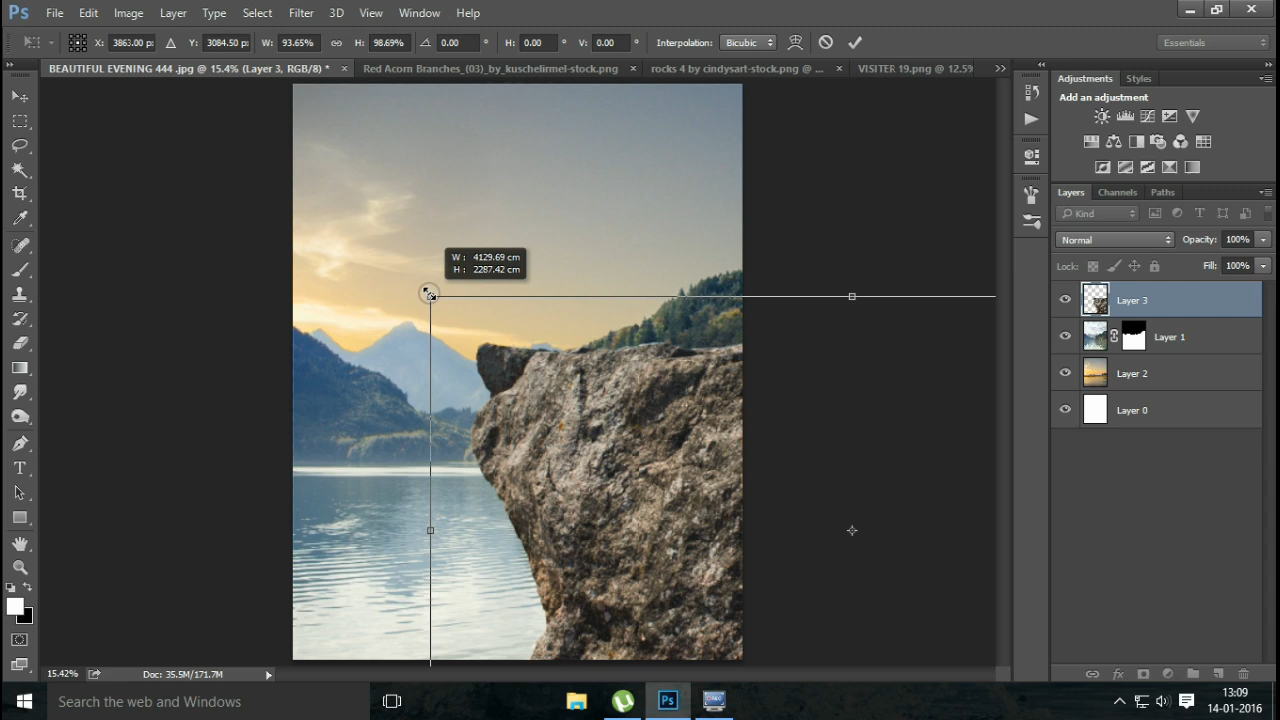 Ps File Edit Image Layer Type Select Filter 3D View Window Help
X: 3863.00 px Y: 3084.50 px W: 93.65% H: 98.69% 0.00 ° H: 0.00 ° V: 0.00 ° Interpolation: Bicubic Essentials
BEAUTIFUL EVENING 444 .jpg @ 15.4% (Layer 3, RGB/8) * × Red Acorn Branches_(03)_by_kuschelirmel-stock.png × rocks 4 by cindysart-stock.png @ ... × VISITER 19.png @ 12.5%
Adjustments Styles
Add an adjustment
Layers Channels Paths
Kind
Normal Opacity: 100%
Lock: Fill: 100%
W : 4129.69 cm
H : 2287.42 cm
Layer 3
Layer 1
Layer 2
Layer 0
15.42% Doc: 35.5M/171.7M
Search the web and Windows
Ps
13:09
14-01-2016